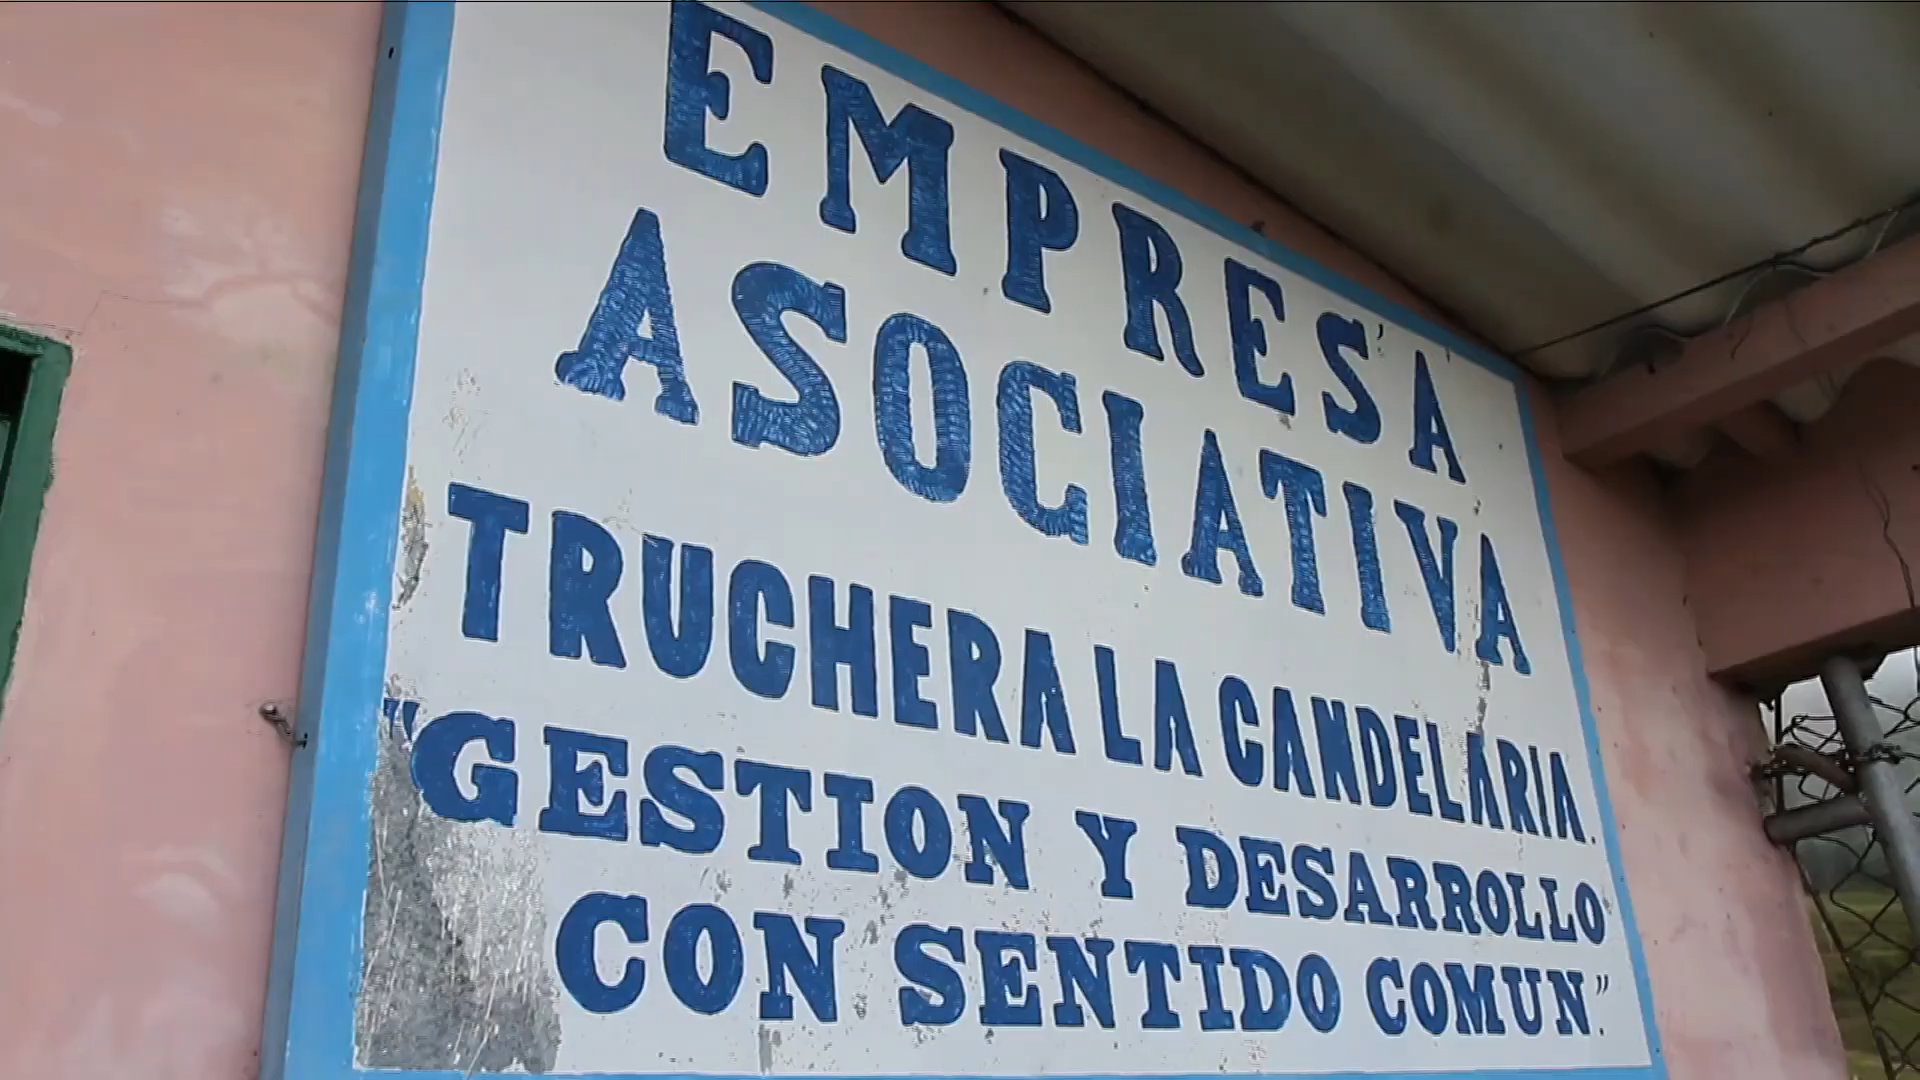 EMPRESA
ASOCIATIVA
TRUCHERA LA CANDELARIA.
"GESTION Y DESARROLLO
CON SENTIDO COMUN".